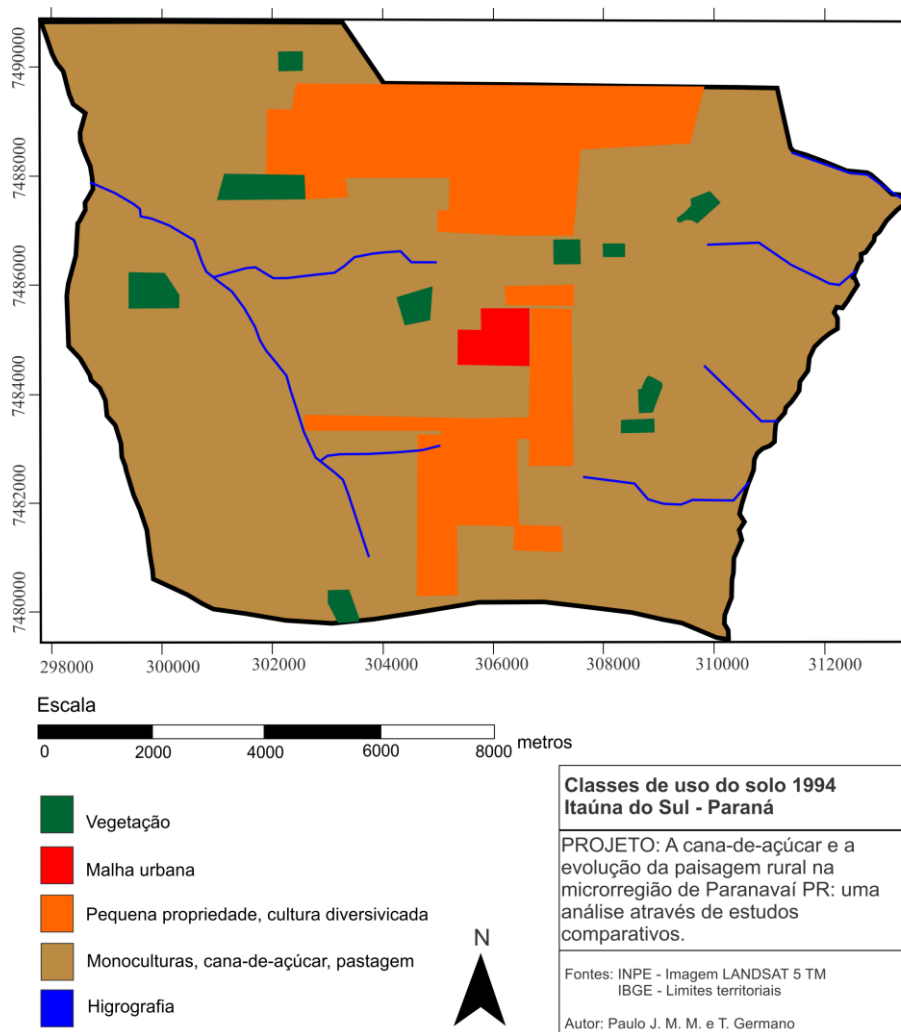 7490000
7488000
7486000
7484000
7482000
7480000
298000
300000
302000
304000
306000
308000
310000
312000
Escala
0
2000
4000
6000
8000
metros
Vegetação
Malha urbana
Pequena propriedade, cultura diversivicada
Monoculturas, cana-de-açúcar, pastagem
Higrografia
N
Classes de uso do solo 1994
Itaúna do Sul - Paraná
PROJETO: A cana-de-açúcar e a
evolução da paisagem rural na
microrregião de Paranavaí PR: uma
análise através de estudos
comparativos.
Fontes: INPE - Imagem LANDSAT 5 TM
IBGE - Limites territoriais
Autor: Paulo J. M. M. e T. Germano